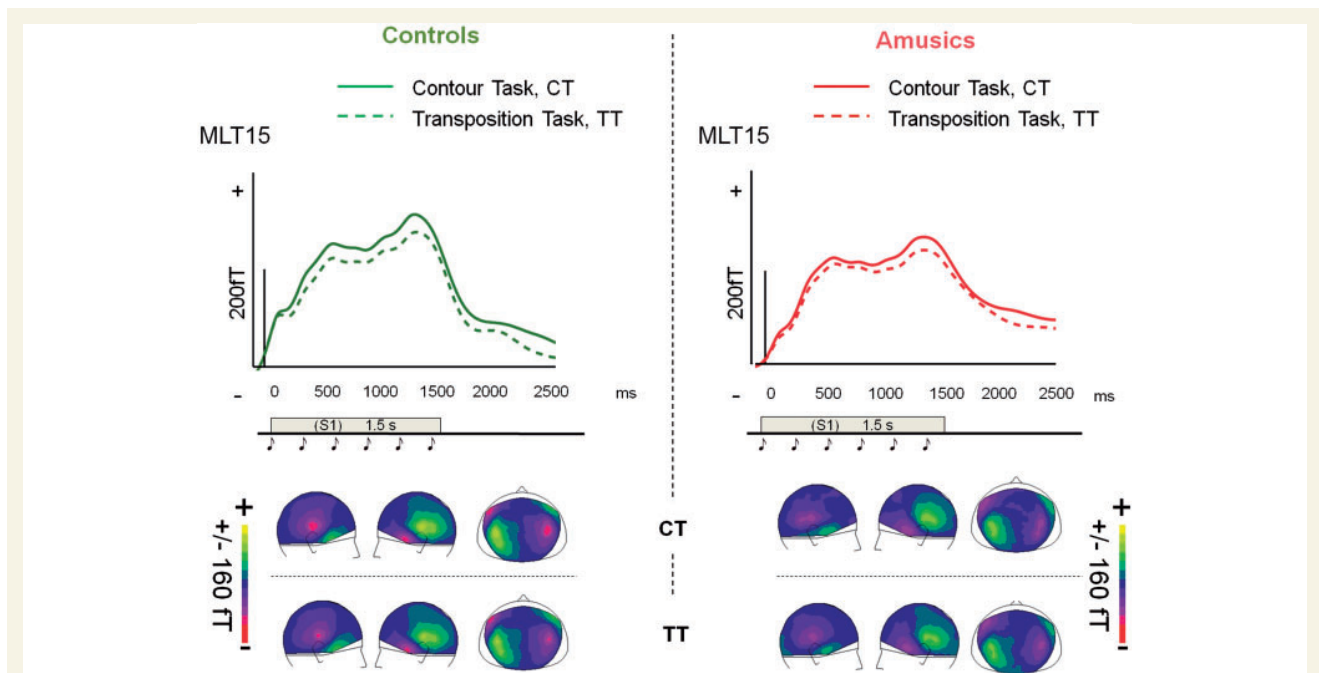 Controls
Contour Task, CT
Transposition Task, TT
MLT15
+
200fT
-
0 500 1000 1500 2000 2500 ms
(S1) 1.5 s
Amusics
Contour Task, CT
Transposition Task, TT
MLT15
+
200fT
-
0 500 1000 1500 2000 2500 ms
(S1) 1.5 s
+
+/- 160 fT
-
CT
TT
+
+/- 160 fT
-